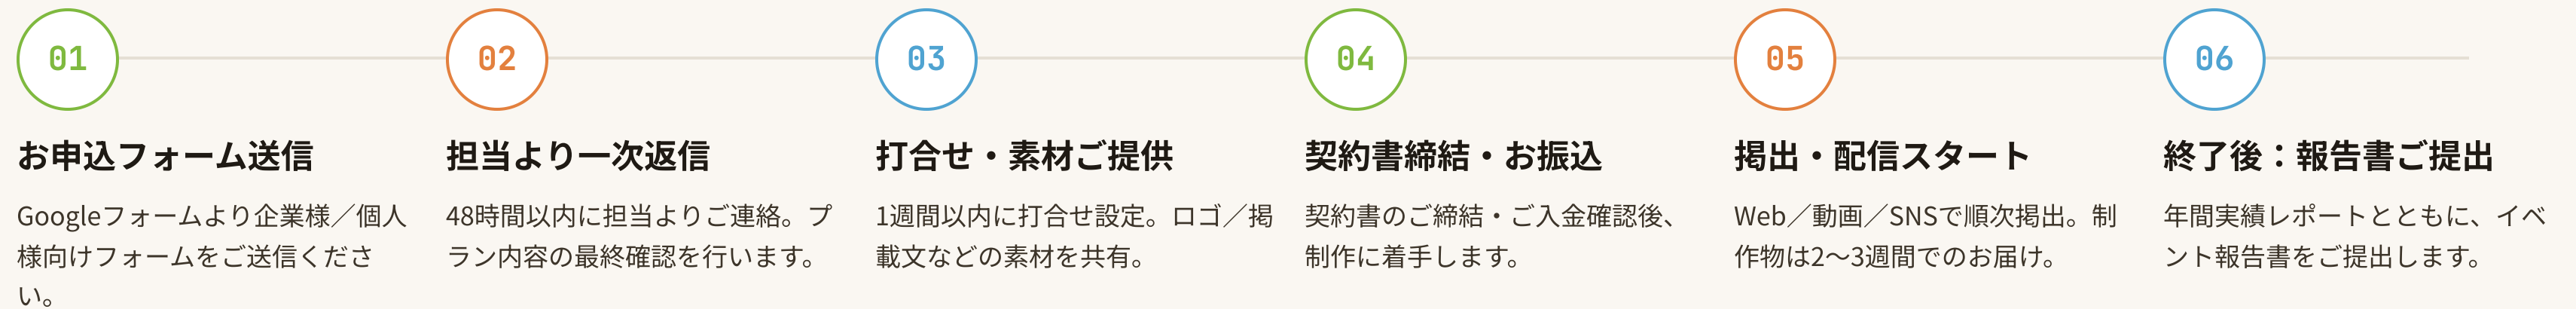 01
お申込フォーム送信
Googleフォームより企業様／個人
様向けフォームをご送信くださ
い。
02
担当より一次返信
48時間以内に担当よりご連絡。プ
ラン内容の最終確認を行います。
03
打合せ・素材ご提供
1週間以内に打合せ設定。ロゴ／掲
載文などの素材を共有。
04
契約書締結・お振込
契約書のご締結・ご入金確認後、
制作に着手します。
05
掲出・配信スタート
Web／動画／SNSで順次掲出。制
作物は2〜3週間でのお届け。
06
終了後：報告書ご提出
年間実績レポートとともに、イベ
ント報告書をご提出します。